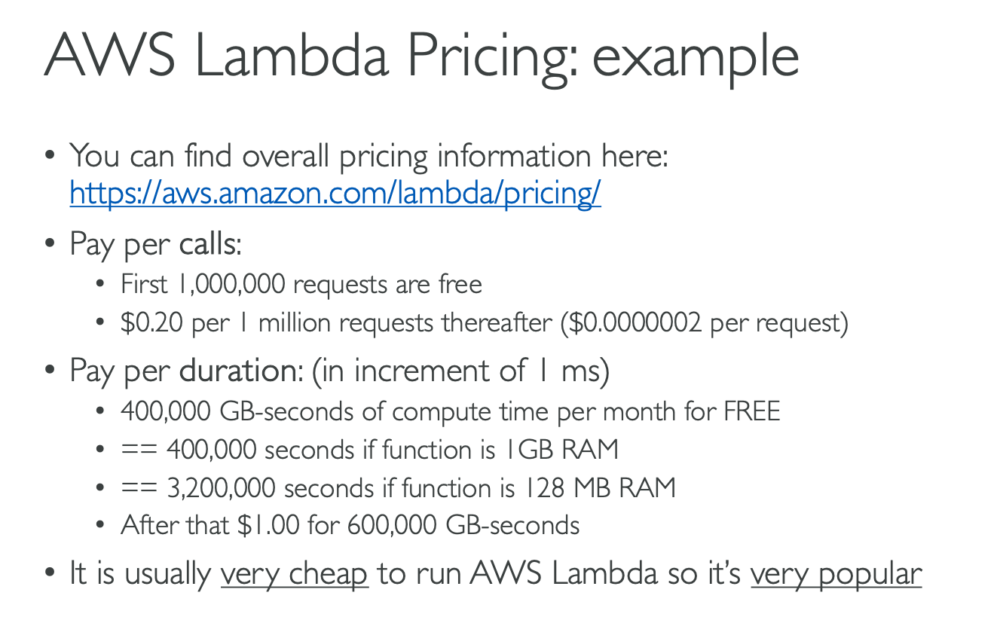 AWS Lambda Pricing: example
• You can find overall pricing information here:
https://aws.amazon.com/lambda/pricing/
• Pay per calls:
• First 1,000,000 requests are free
• $0.20 per 1 million requests thereafter ($0.0000002 per request)
• Pay per duration: (in increment of 1 ms)
• 400,000 GB-seconds of compute time per month for FREE
• == 400,000 seconds if function is 1GB RAM
• == 3,200,000 seconds if function is 128 MB RAM
• After that $1.00 for 600,000 GB-seconds
• It is usually very cheap to run AWS Lambda so it’s very popular